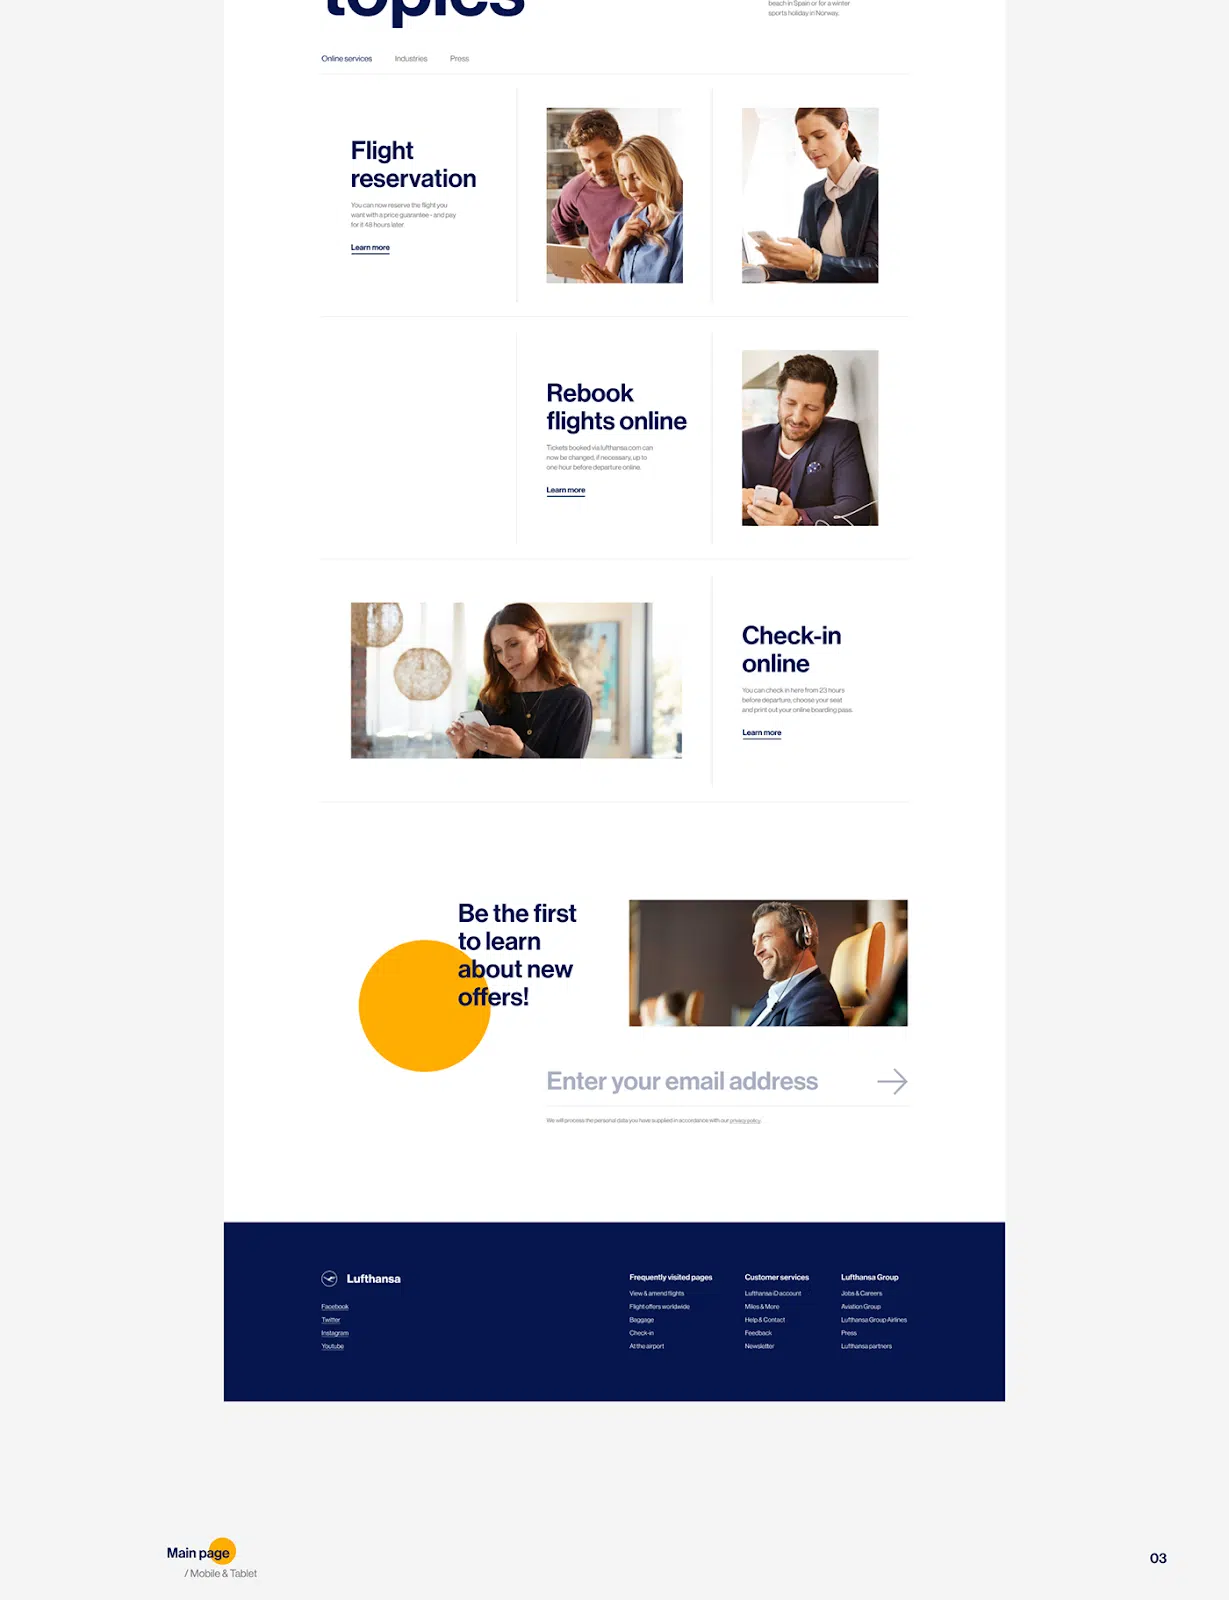 topics
beach in Spain or for a winter
sports holiday in Norway.
Online services
Industries
Press
Flight
reservation
You can now reserve the flight you
want with a price guarantee - and pay
for it 48 hours later
Learn more
Rebook
flights online
Tickets booked via lufthansa.com can
now be changed, if necessary, up to
one hour before departure online.
Learn more
Check-in
online
You can check in here from 23 hours
before departure, choose your seat
and print out your online boarding pass.
Learn more
Be the first
to learn
about new
offers!
Enter your email address
We will process the personal data you have supplied in accordance with our privacy policy
Lufthansa
Facebook
Twitter
Instagram
Youtube
Frequently visited pages
View & amend flights
Flight offers worldwide
Baggage
Check-in
At the airport
Customer services
Lufthansa iD account
Miles & More
Help & Contact
Feedback
Newsletter
Lufthansa Group
Jobs & Careers
Aviation Group
Lufthansa Group Airlines
Press
Lufthansa partners
Main page
/ Mobile & Tablet
03